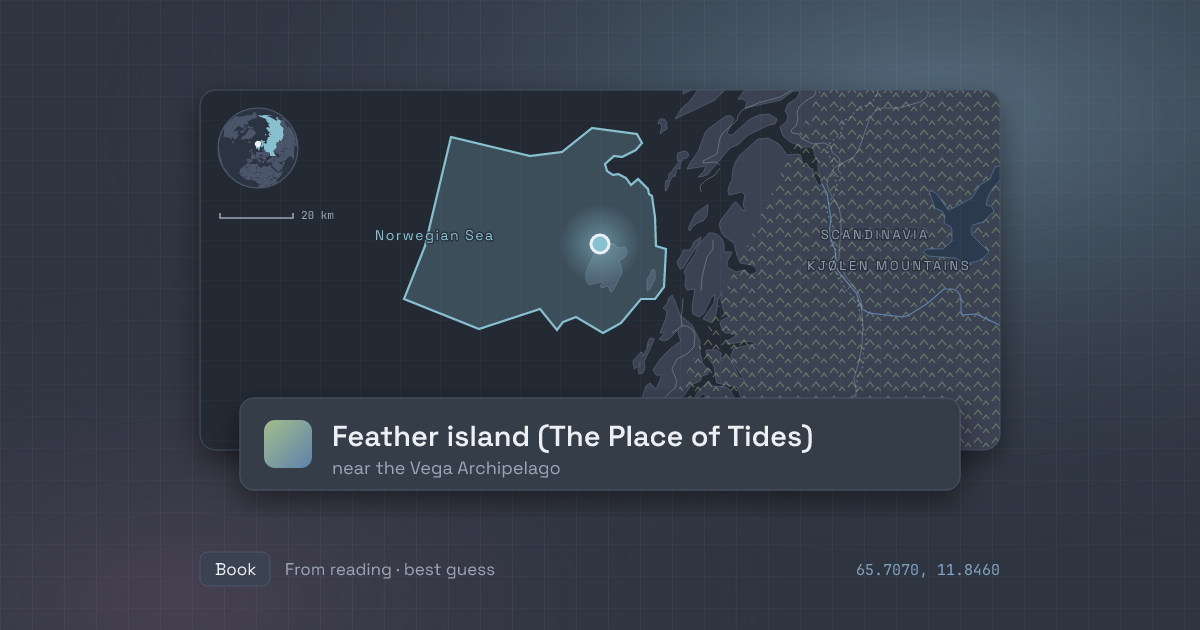 20 km
Norwegian Sea
SCANDINAVIA
KJØLEN MOUNTAINS
Feather island (The Place of Tides)
near the Vega Archipelago
Book
From reading · best guess
65.7070, 11.8460